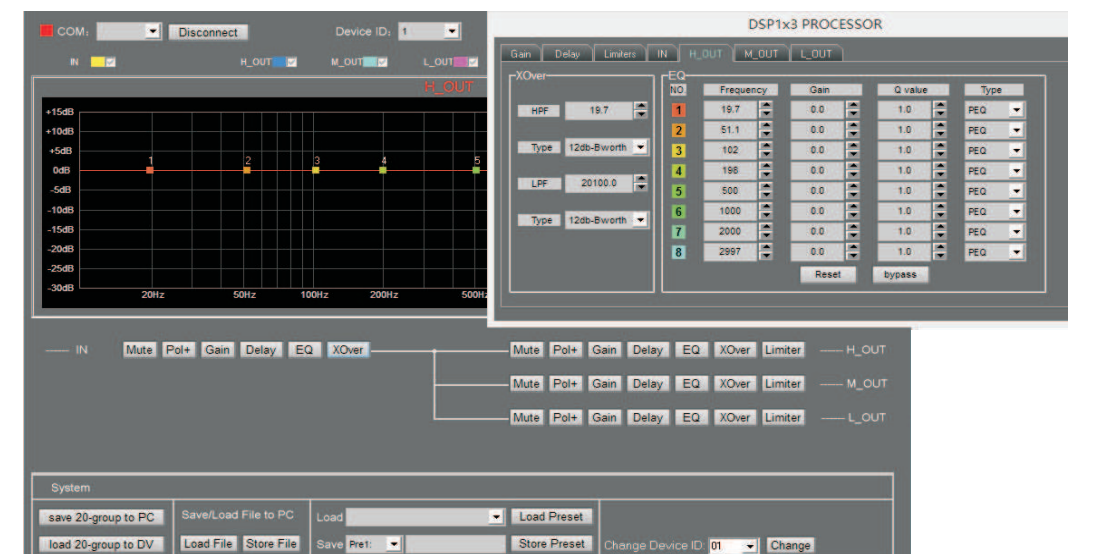 COM: Disconnect Device ID: 1
IN H_OUT M_OUT L_OUT
H_OUT
+15dB
+10dB
+5dB
0dB
-5dB
-10dB
-15dB
-20dB
-25dB
-30dB
1 2 3 4 5
20Hz 50Hz 100Hz 200Hz 500Hz
DSP1x3 PROCESSOR
Gain Delay Limiters IN H_OUT M_OUT L_OUT
XOver
HPF 19.7
Type 12db-Bworth
LPF 20100.0
Type 12db-Bworth
EQ
NO Frequency Gain Q value Type
1 19.7 0.0 1.0 PEQ
2 51.1 0.0 1.0 PEQ
3 102 0.0 1.0 PEQ
4 198 0.0 1.0 PEQ
5 500 0.0 1.0 PEQ
6 1000 0.0 1.0 PEQ
7 2000 0.0 1.0 PEQ
8 2997 0.0 1.0 PEQ
Reset bypass
IN Mute Pol+ Gain Delay EQ XOver Mute Pol+ Gain Delay EQ XOver Limiter H_OUT
Mute Pol+ Gain Delay EQ XOver Limiter M_OUT
Mute Pol+ Gain Delay EQ XOver Limiter L_OUT
System
save 20-group to PC Save/Load File to PC Load Load Preset
load 20-group to DV Load File Store File Save Pre1: Store Preset Change Device ID: 01 Change